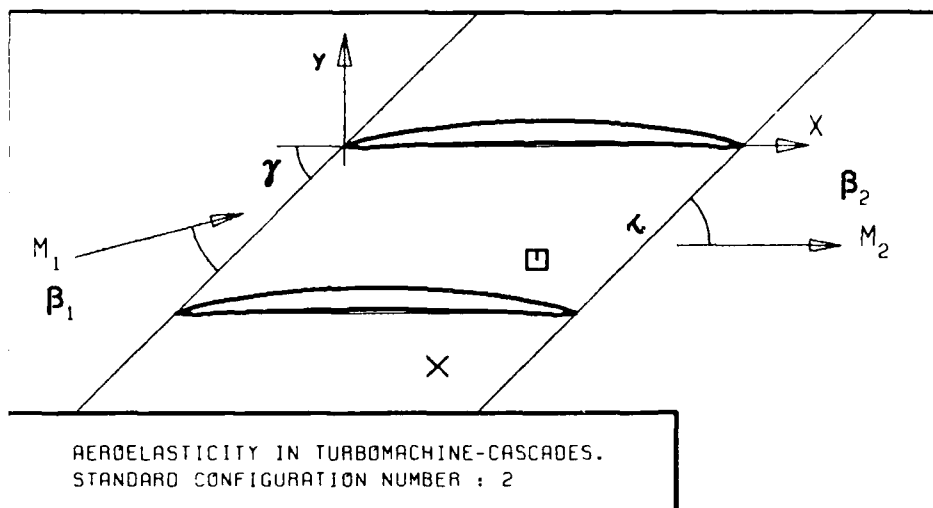 y
X
γ
β₂
τ
M₁
M₂
β₁
AEROELASTICITY IN TURBOMACHINE-CASCADES.
STANDARD CONFIGURATION NUMBER : 2